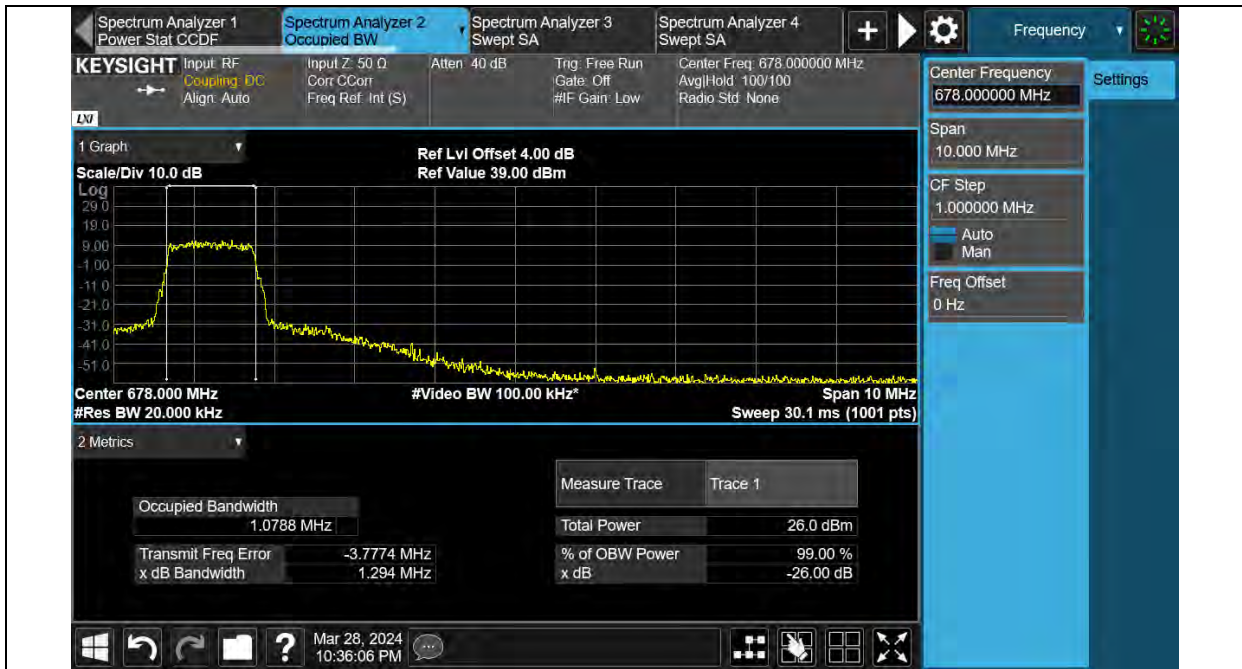 Spectrum Analyzer 1
Power Stat CCDF
Spectrum Analyzer 2
Occupied BW
Spectrum Analyzer 3
Swept SA
Spectrum Analyzer 4
Swept SA
+
Frequency
KEYSIGHT
LXI
Input: RF
Coupling: DC
Align: Auto
Input Z: 50 Ω
Corr CCorr
Freq Ref: Int (S)
Atten: 40 dB
Trig: Free Run
Gate: Off
#IF Gain: Low
Center Freq: 678.000000 MHz
Avg|Hold: 100/100
Radio Std: None
Center Frequency
678.000000 MHz
Settings
Span
10.000 MHz
CF Step
1.000000 MHz
Auto
Man
Freq Offset
0 Hz
1 Graph
Scale/Div 10.0 dB
Ref Lvl Offset 4.00 dB
Ref Value 39.00 dBm
Log
29.0
19.0
9.00
-1.00
-11.0
-21.0
-31.0
-41.0
-51.0
Center 678.000 MHz
#Video BW 100.00 kHz*
Span 10 MHz
#Res BW 20.000 kHz
Sweep 30.1 ms (1001 pts)
2 Metrics
Measure Trace Trace 1
Occupied Bandwidth
1.0788 MHz
Total Power 26.0 dBm
Transmit Freq Error -3.7774 MHz
% of OBW Power 99.00 %
x dB Bandwidth 1.294 MHz
x dB -26.00 dB
?
Mar 28, 2024
10:36:06 PM